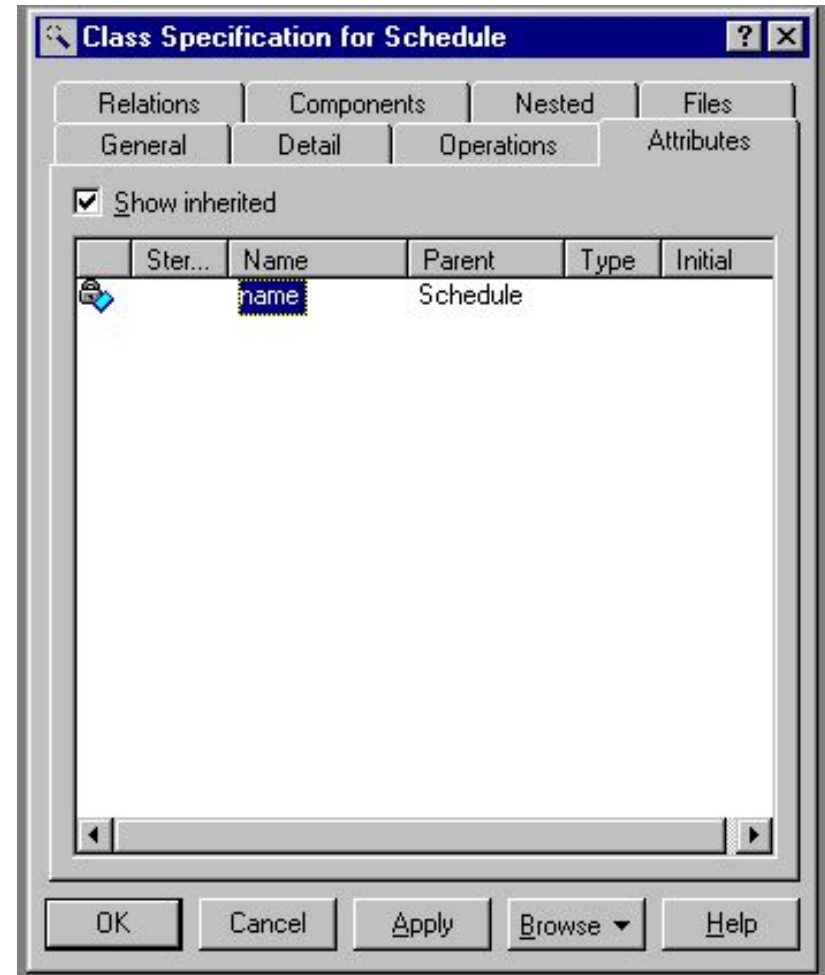 Class Specification for Schedule
Relations Components Nested Files
General Detail Operations Attributes
Show inherited
Ster... Name Parent Type Initial
name Schedule
OK Cancel Apply Browse Help